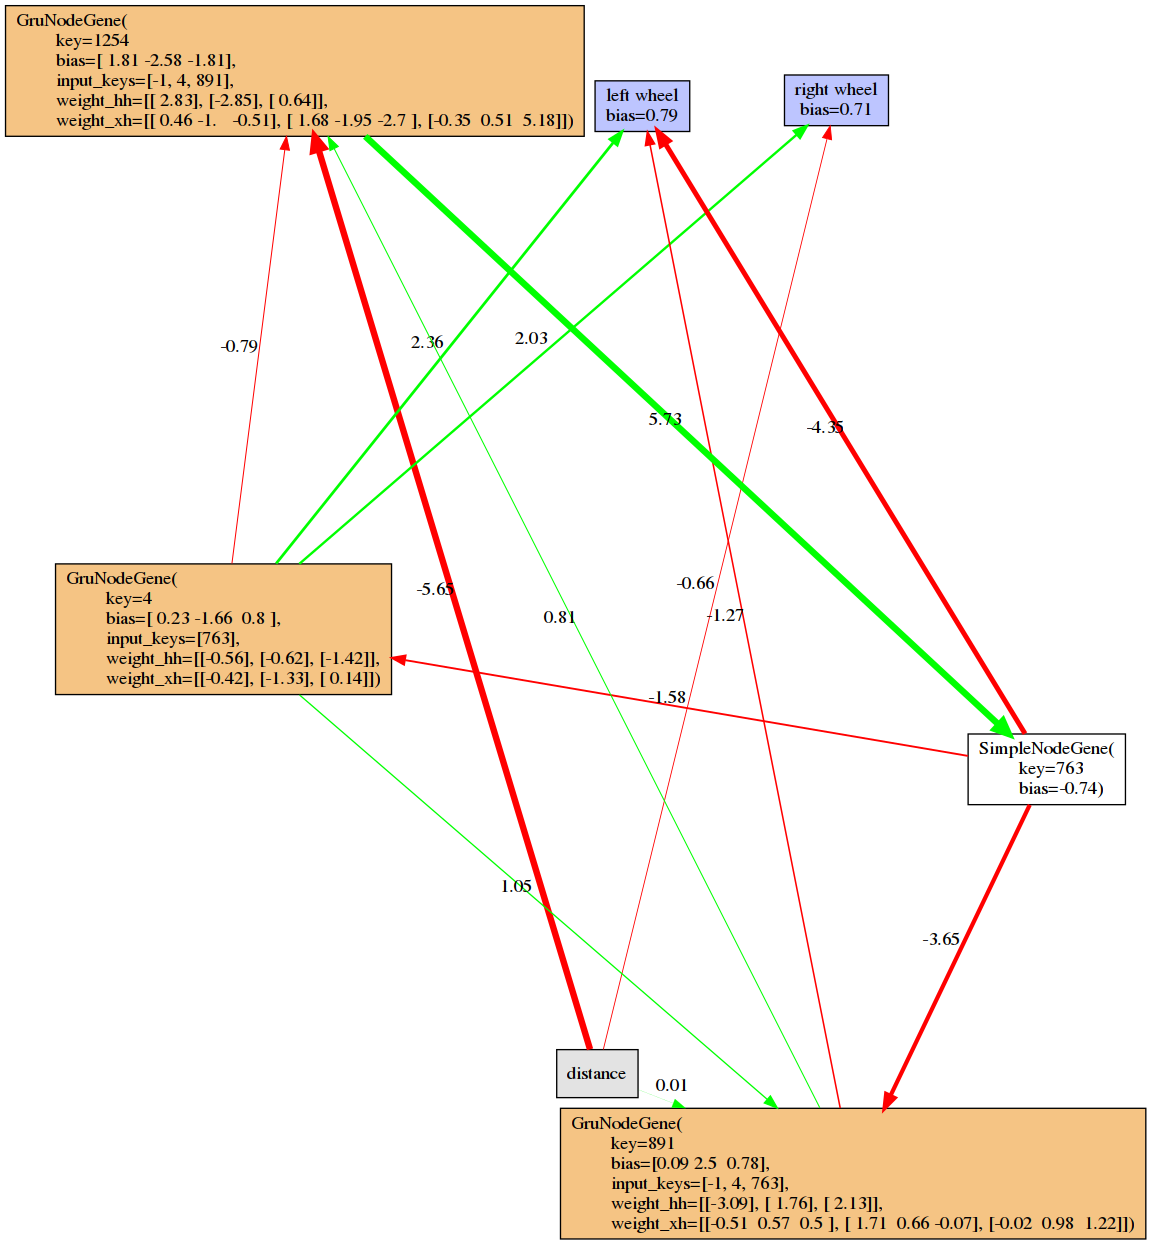 GruNodeGene(
key=1254
bias=[ 1.81 -2.58 -1.81],
input_keys=[-1, 4, 891],
weight_hh=[[ 2.83], [-2.85], [ 0.64]],
weight_xh=[[ 0.46 -1.   -0.51], [ 1.68 -1.95 -2.7 ], [-0.35  0.51  5.18]])
left wheel
bias=0.79
right wheel
bias=0.71
-0.79
2.36
2.03
5.73
-4.35
-5.65
0.81
-0.66
-1.27
GruNodeGene(
key=4
bias=[ 0.23 -1.66  0.8 ],
input_keys=[763],
weight_hh=[[-0.56], [-0.62], [-1.42]],
weight_xh=[[-0.42], [-1.33], [ 0.14]])
-1.58
SimpleNodeGene(
key=763
bias=-0.74)
1.05
-3.65
distance
0.01
GruNodeGene(
key=891
bias=[0.09 2.5  0.78],
input_keys=[-1, 4, 763],
weight_hh=[[-3.09], [ 1.76], [ 2.13]],
weight_xh=[[-0.51  0.57  0.5 ], [ 1.71  0.66 -0.07], [-0.02  0.98  1.22]])